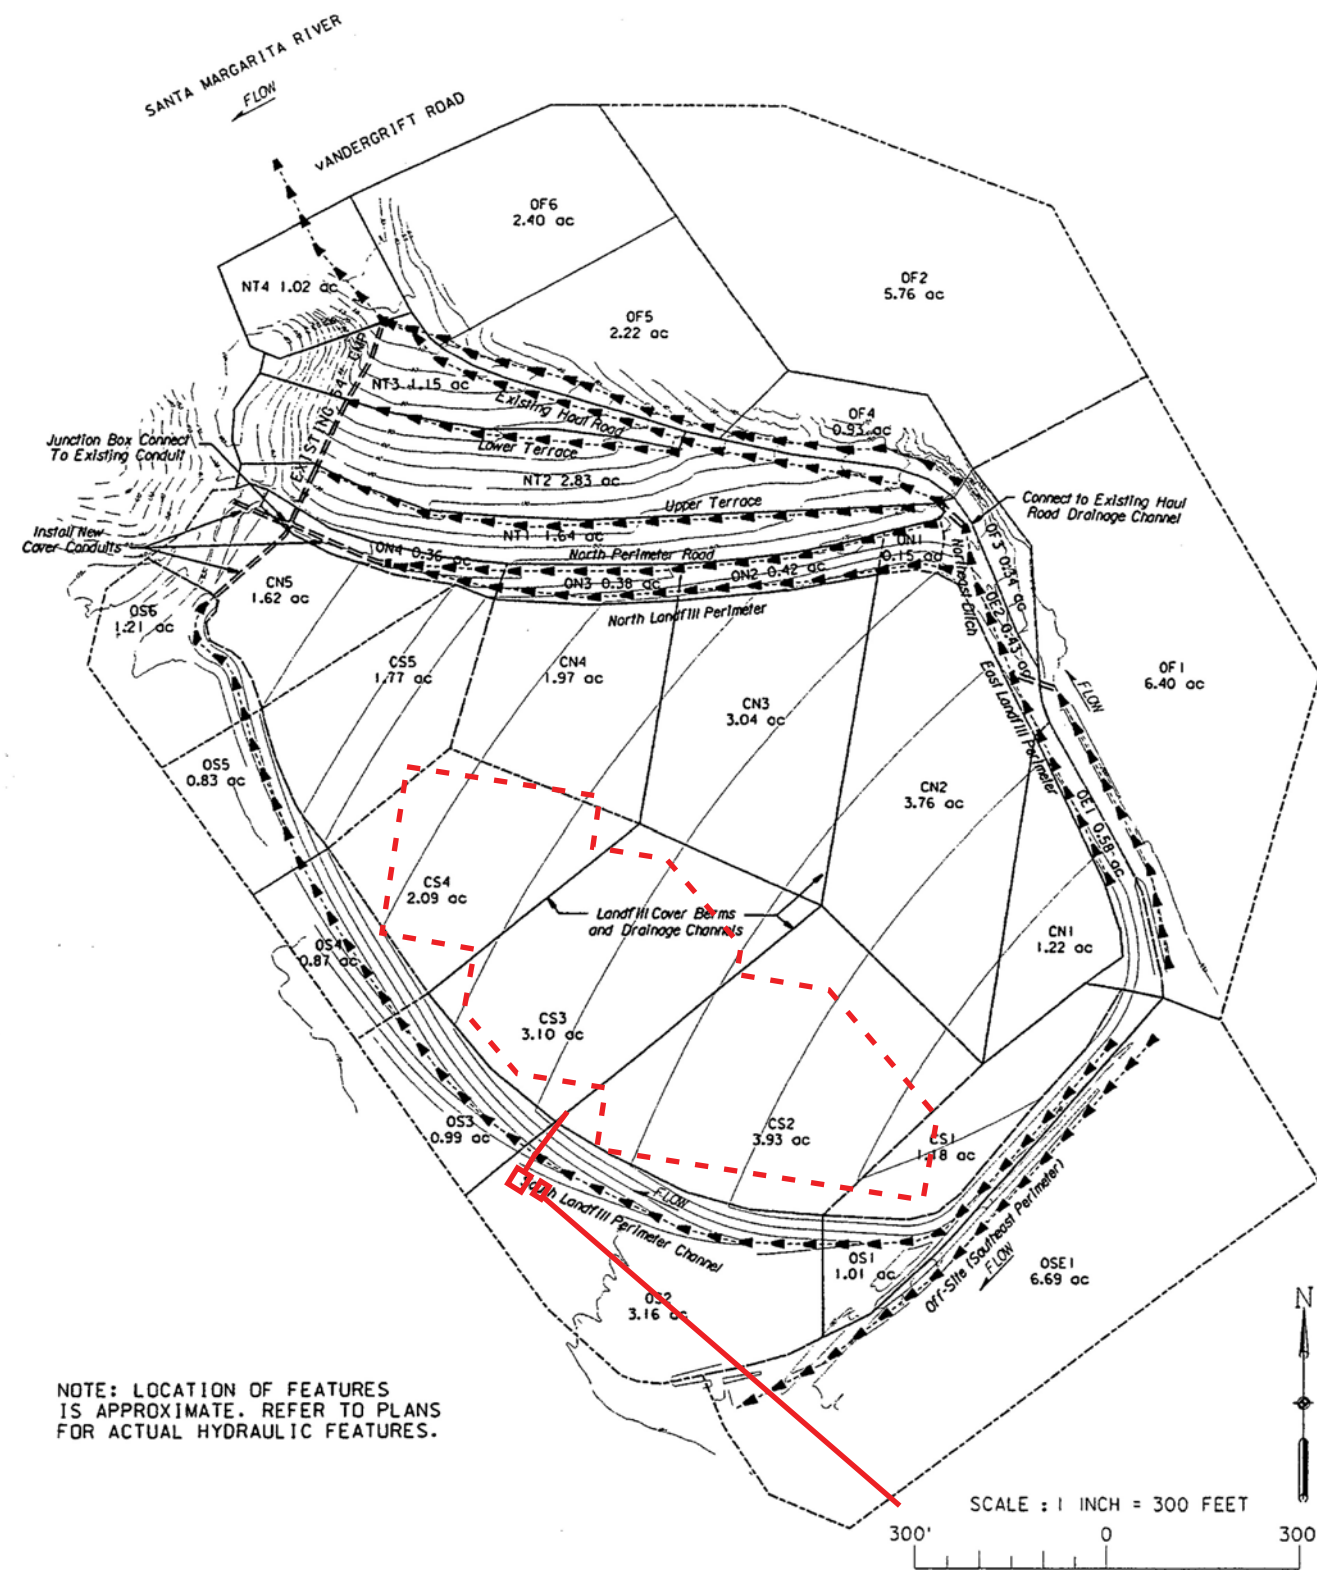 SANTA MARGARITA RIVER
FLOW
VANDERGRIFT ROAD
OF6
2.40 ac
OF2
5.76 ac
NT4 1.02 ac
OF5
2.22 ac
EXISTING 54" CMP
NT3 1.15 ac
Existing Haul Road
OF4
0.93 ac
Lower Terrace
Junction Box Connect
To Existing Conduit
NT2 2.83 ac
Upper Terrace
Connect to Existing Haul
Road Drainage Channel
Install New
Cover Conduits
NT1 1.64 ac
North Perimeter Road
ON1
0.15 ac
OF3 0.34 ac
ON4 0.36 ac
ON3 0.38 ac
ON2 0.42 ac
Northeast Ditch
OE2 0.43 ac
CN5
1.62 ac
OS6
1.21 ac
North Landfill Perimeter
CS5
1.77 ac
CN4
1.97 ac
OF1
6.40 ac
FLOW
East Landfill Perimeter
CN3
3.04 ac
OS5
0.83 ac
CN2
3.76 ac
OE1 0.58 ac
CS4
2.09 ac
Landfill Cover Berms
and Drainage Channels
CN1
1.22 ac
OS4
0.87 ac
CS3
3.10 ac
OS3
0.99 ac
CS2
3.93 ac
CS1
1.18 ac
FLOW
South Landfill Perimeter Channel
OS1
1.01 ac
Off-Site (Southeast Perimeter)
FLOW
OSE1
6.69 ac
OS2
3.16 ac
N
NOTE: LOCATION OF FEATURES
IS APPROXIMATE. REFER TO PLANS
FOR ACTUAL HYDRAULIC FEATURES.
SCALE : 1 INCH = 300 FEET
300' 0 300